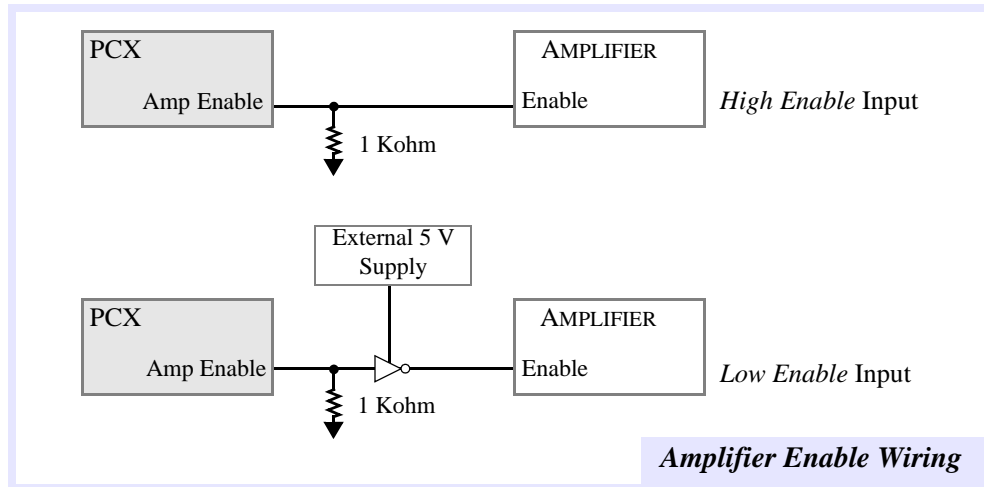 PCX
Amp Enable
AMPLIFIER
Enable
High Enable Input
1 Kohm
External 5 V
Supply
PCX
Amp Enable
AMPLIFIER
Enable
Low Enable Input
1 Kohm
Amplifier Enable Wiring